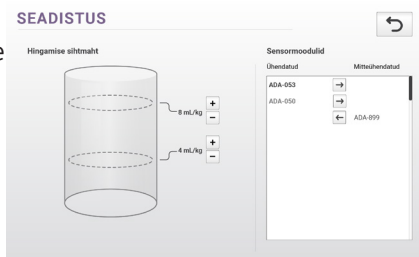 SEADISTUS
Hingamise sihtmaht
8 mL/kg
+
−
4 mL/kg
+
−
Sensormoodulid
Ühendatud
Mitteühendatud
ADA-053
→
ADA-050
→
← ADA-899